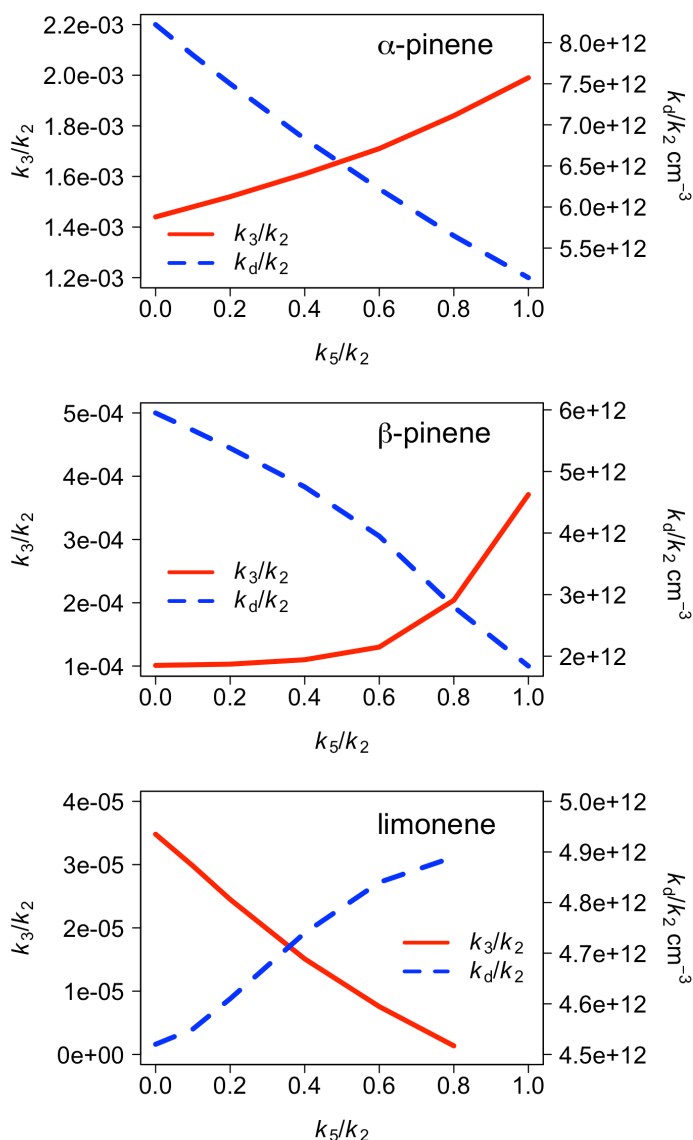 α-pinene
k3/k2
2.2e-03
2.0e-03
1.8e-03
1.6e-03
1.4e-03
1.2e-03
8.0e+12
7.5e+12
7.0e+12
6.5e+12
6.0e+12
5.5e+12
kd/k2 cm−3
k3/k2
kd/k2
0.0 0.2 0.4 0.6 0.8 1.0
k5/k2
β-pinene
k3/k2
5e-04
4e-04
3e-04
2e-04
1e-04
6e+12
5e+12
4e+12
3e+12
2e+12
kd/k2 cm−3
k3/k2
kd/k2
0.0 0.2 0.4 0.6 0.8 1.0
k5/k2
limonene
k3/k2
4e-05
3e-05
2e-05
1e-05
0e+00
5.0e+12
4.9e+12
4.8e+12
4.7e+12
4.6e+12
4.5e+12
kd/k2 cm−3
k3/k2
kd/k2
0.0 0.2 0.4 0.6 0.8 1.0
k5/k2